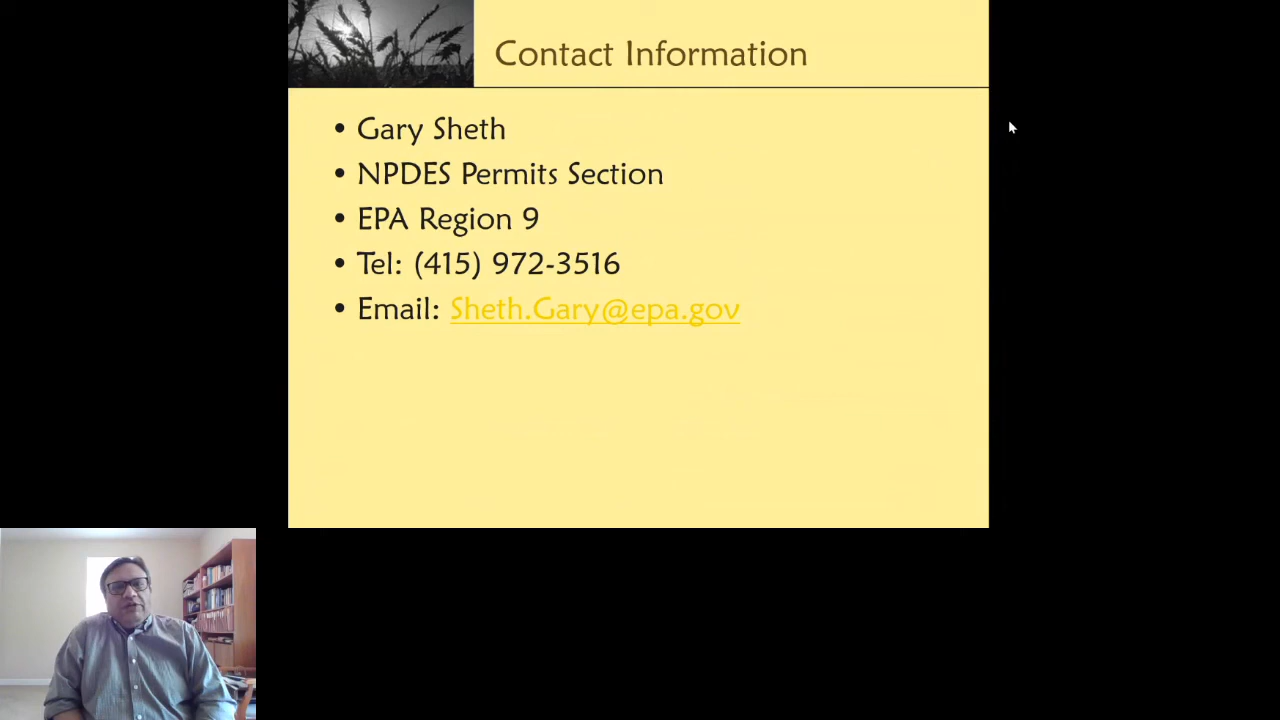 Contact Information
• Gary Sheth
• NPDES Permits Section
• EPA Region 9
• Tel: (415) 972-3516
• Email: Sheth.Gary@epa.gov